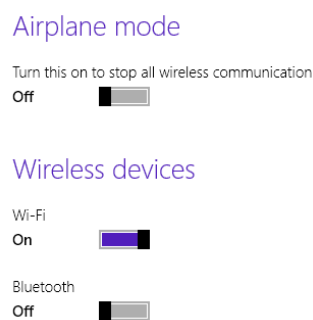 Airplane mode
Turn this on to stop all wireless communication
Off
Wireless devices
Wi-Fi
On
Bluetooth
Off